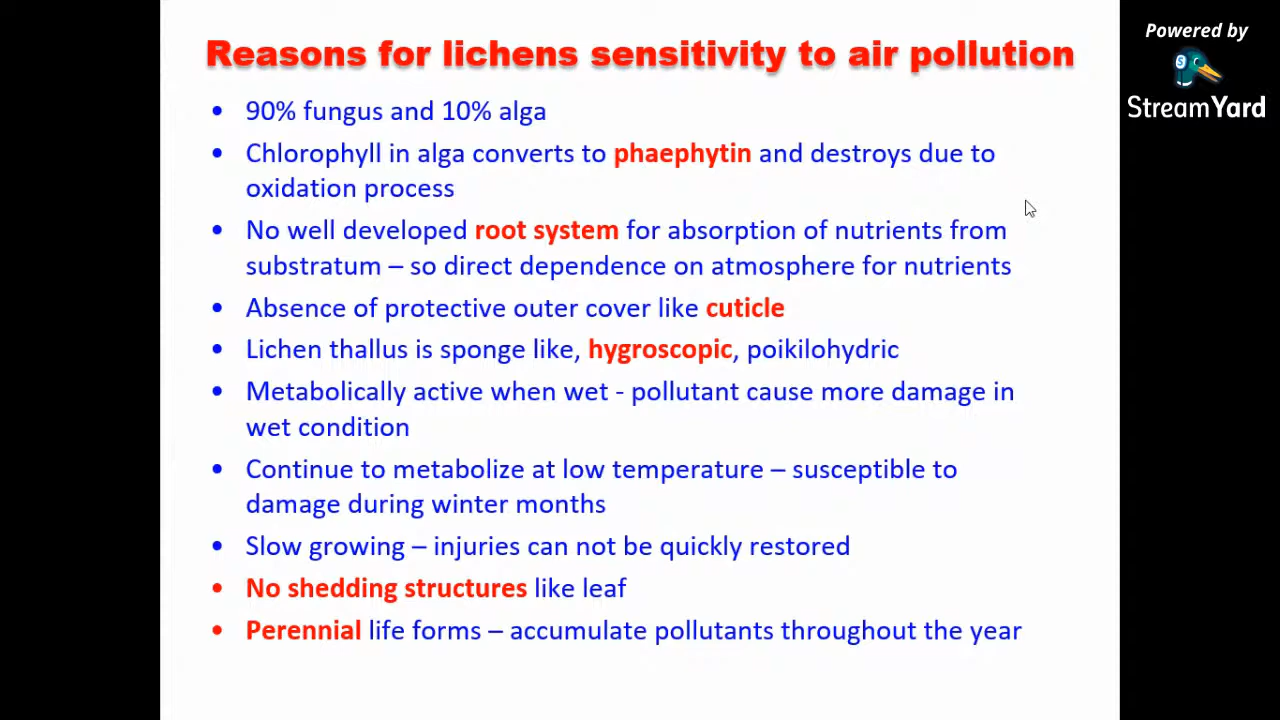 Reasons for lichens sensitivity to air pollution
• 90% fungus and 10% alga
• Chlorophyll in alga converts to phaephytin and destroys due to
oxidation process
• No well developed root system for absorption of nutrients from
substratum – so direct dependence on atmosphere for nutrients
• Absence of protective outer cover like cuticle
• Lichen thallus is sponge like, hygroscopic, poikilohydric
• Metabolically active when wet - pollutant cause more damage in
wet condition
• Continue to metabolize at low temperature – susceptible to
damage during winter months
• Slow growing – injuries can not be quickly restored
• No shedding structures like leaf
• Perennial life forms – accumulate pollutants throughout the year
Powered by
S
StreamYard